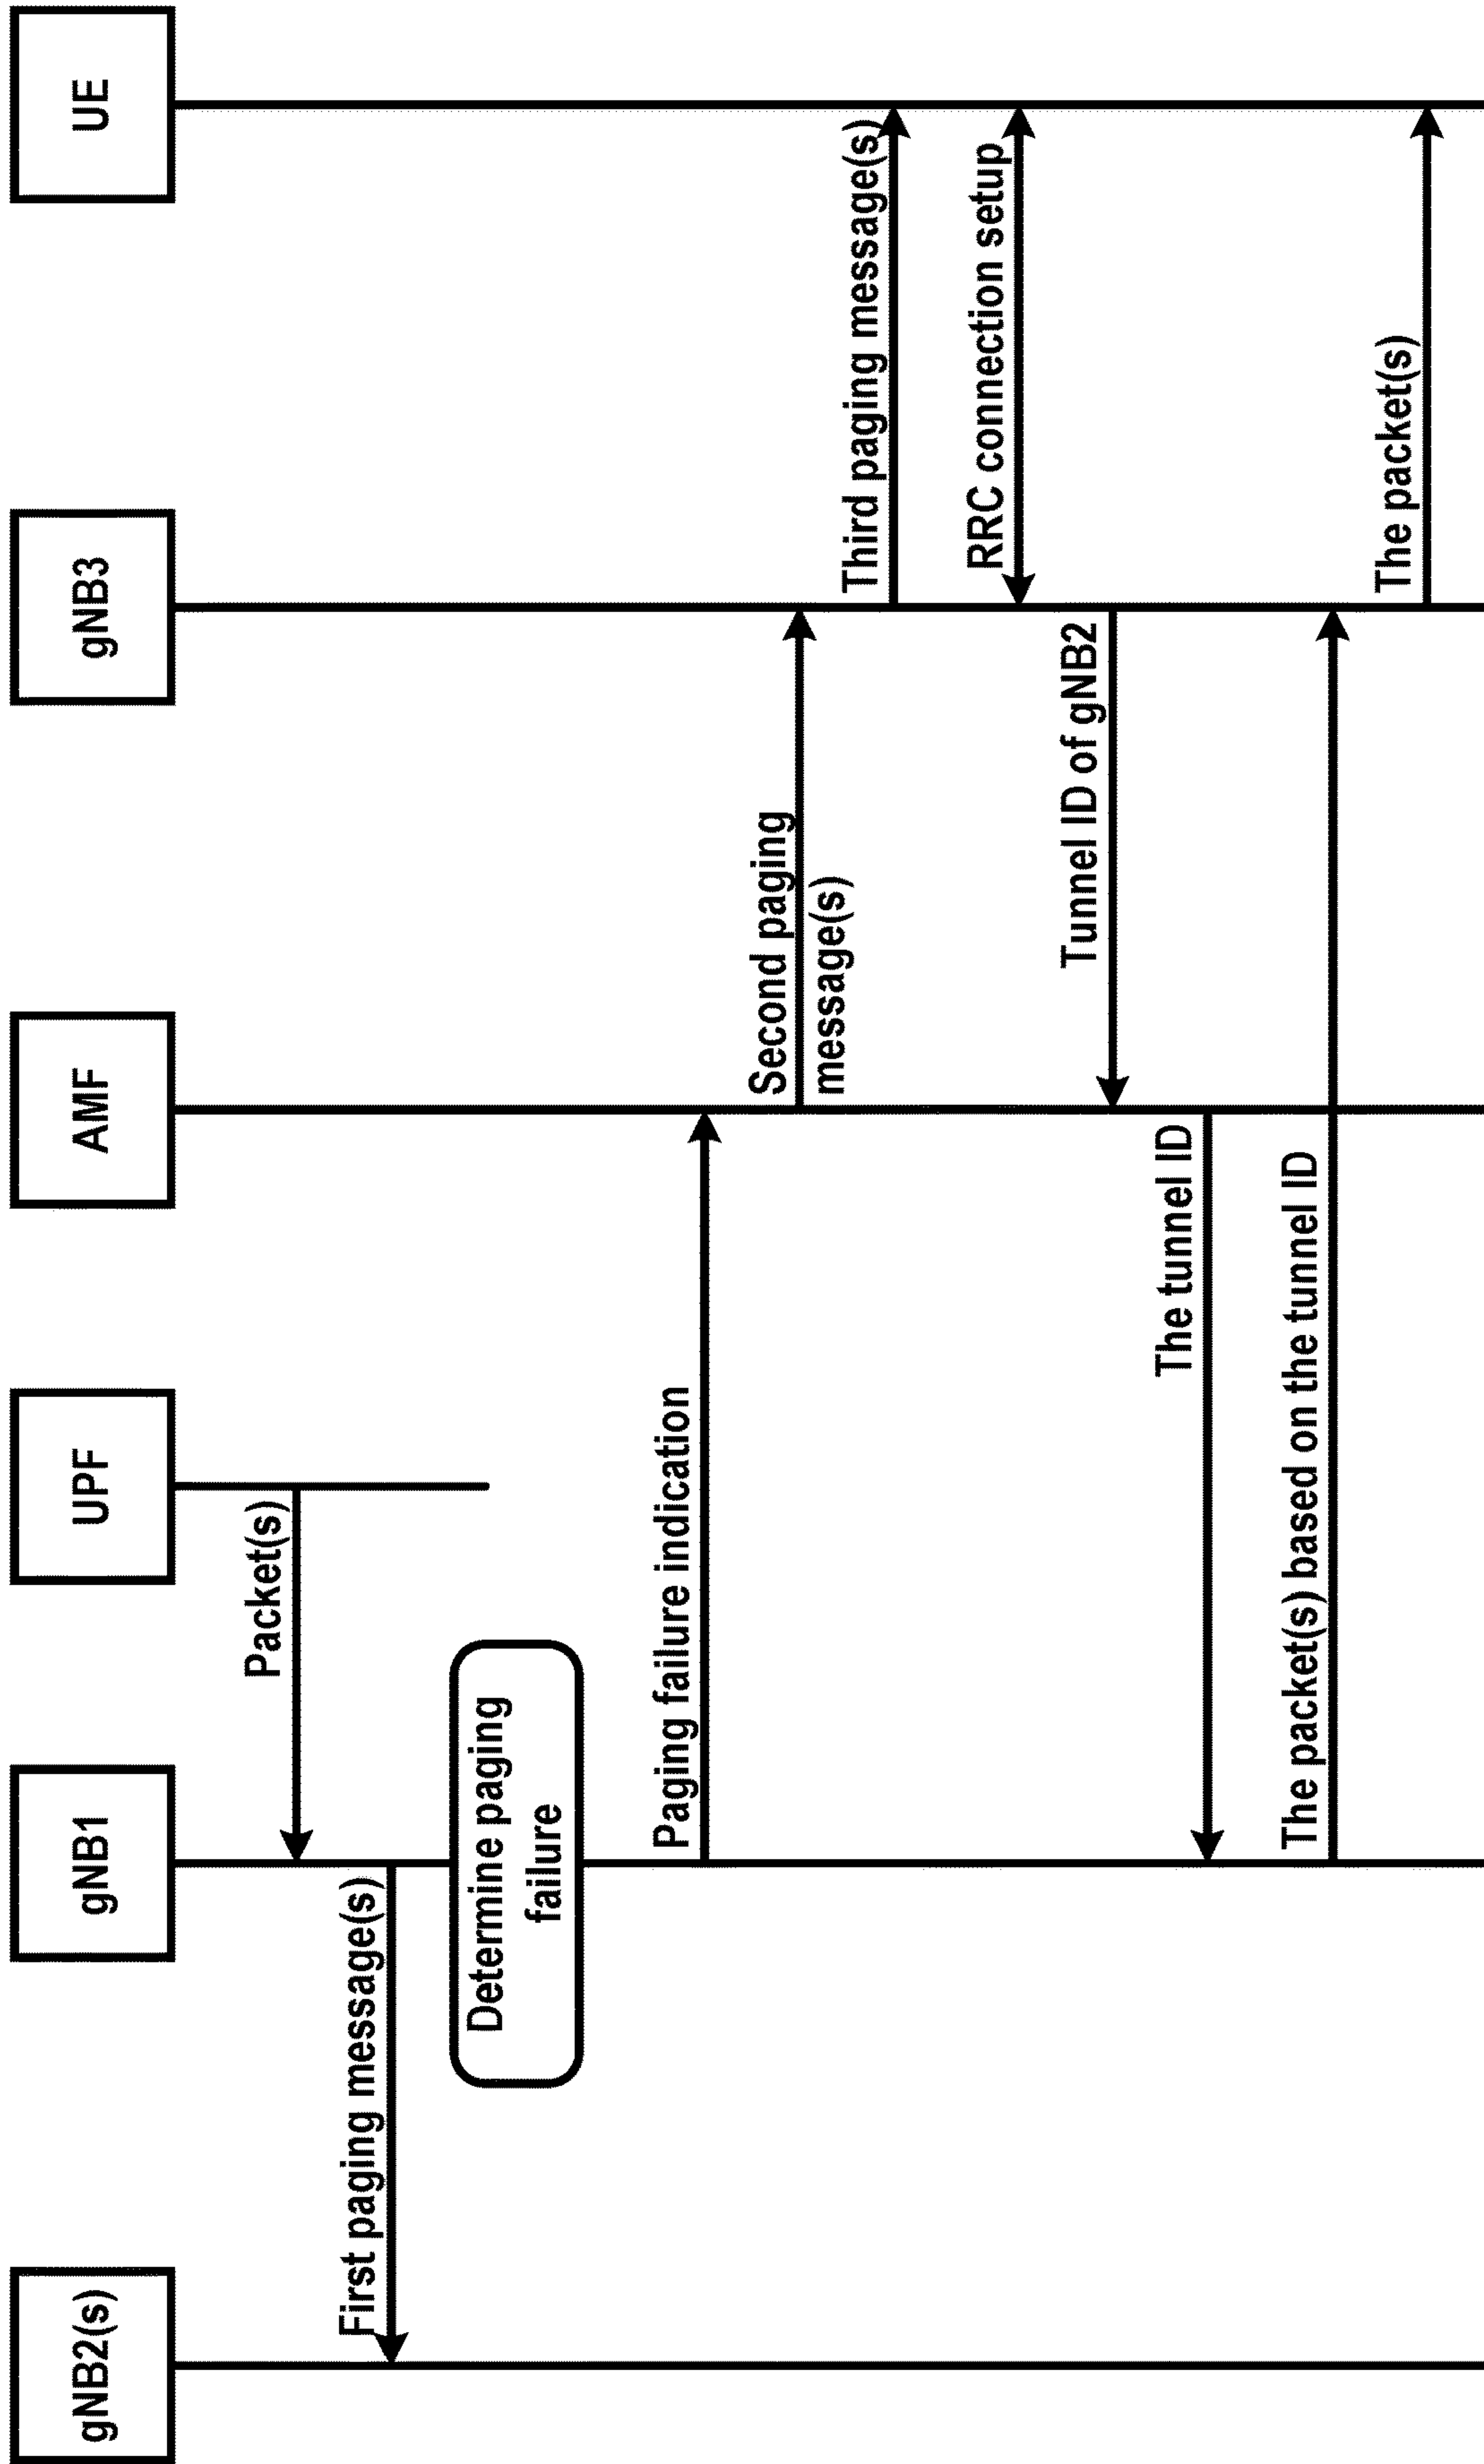 gNB2(s)
gNB1
UPF
AMF
gNB3
UE
Packet(s)
First paging message(s)
Determine paging
failure
Paging failure indication
Second paging
message(s)
Third paging message(s)
RRC connection setup
Tunnel ID of gNB2
The tunnel ID
The packet(s) based on the tunnel ID
The packet(s)